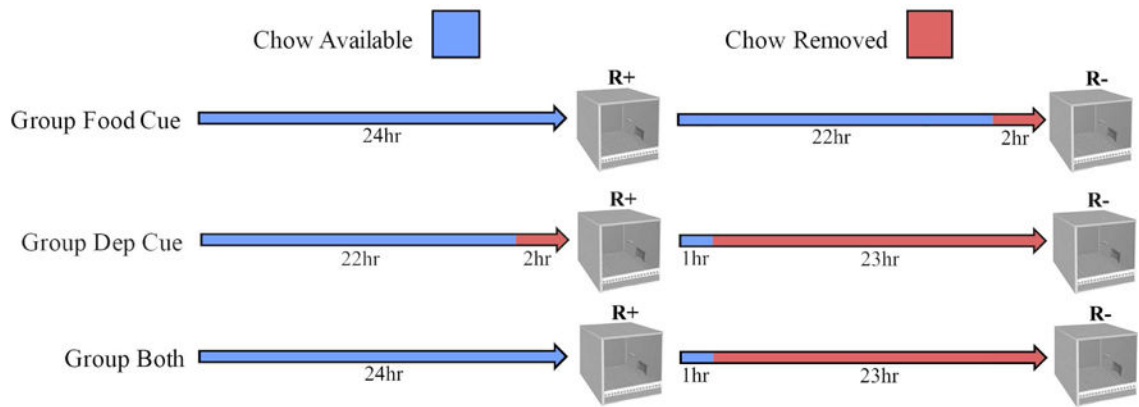 Chow Available
Chow Removed
R+
R-
Group Food Cue
24hr
22hr
2hr
R+
R-
Group Dep Cue
22hr
2hr
1hr
23hr
R+
R-
Group Both
24hr
1hr
23hr